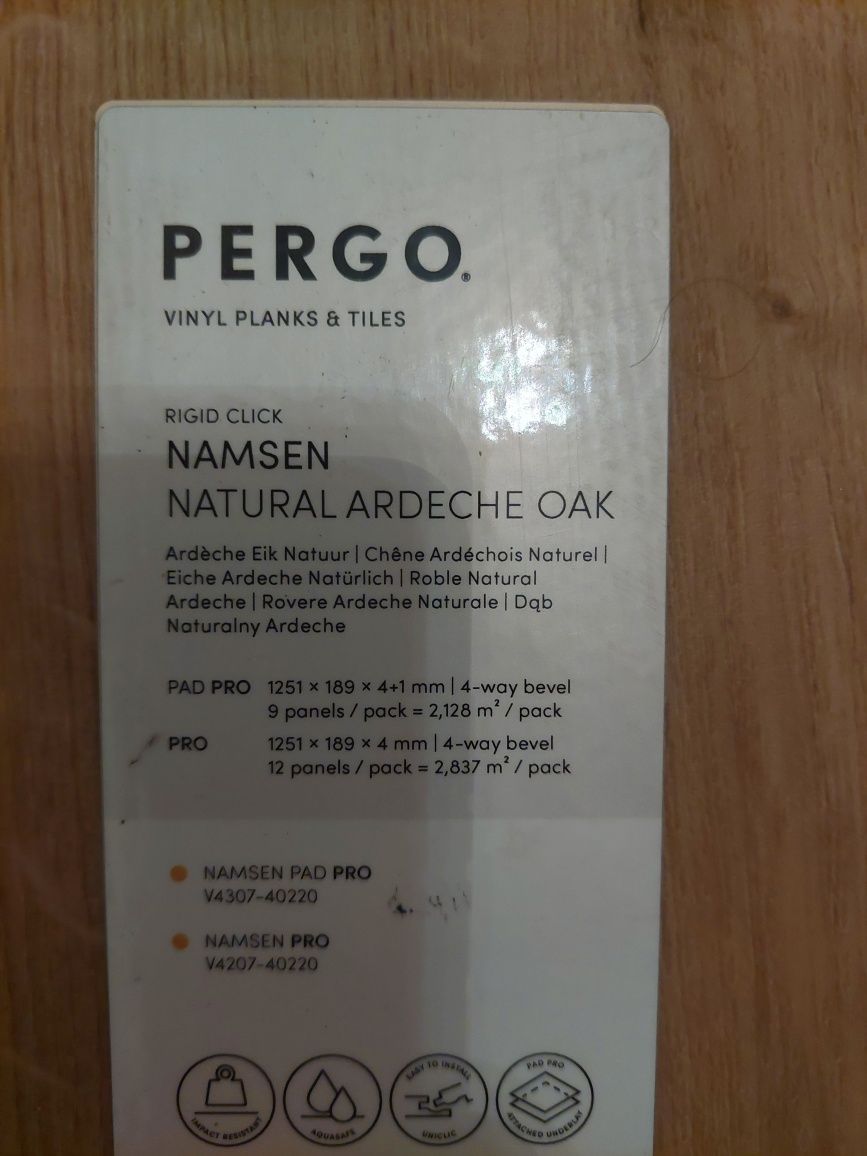 PERGO®
VINYL PLANKS & TILES
RIGID CLICK
NAMSEN
NATURAL ARDECHE OAK
Ardèche Eik Natuur | Chêne Ardéchois Naturel |
Eiche Ardeche Natürlich | Roble Natural
Ardeche | Rovere Ardeche Naturale | Dąb
Naturalny Ardeche
PAD PRO 1251 × 189 × 4+1 mm | 4-way bevel
9 panels / pack = 2,128 m² / pack
PRO 1251 × 189 × 4 mm | 4-way bevel
12 panels / pack = 2,837 m² / pack
NAMSEN PAD PRO
V4307-40220
NAMSEN PRO
V4207-40220
IMPACT RESISTANT
AQUASAFE
EASY TO INSTALL
UNICLIC
PAD PRO
ATTACHED UNDERLAY